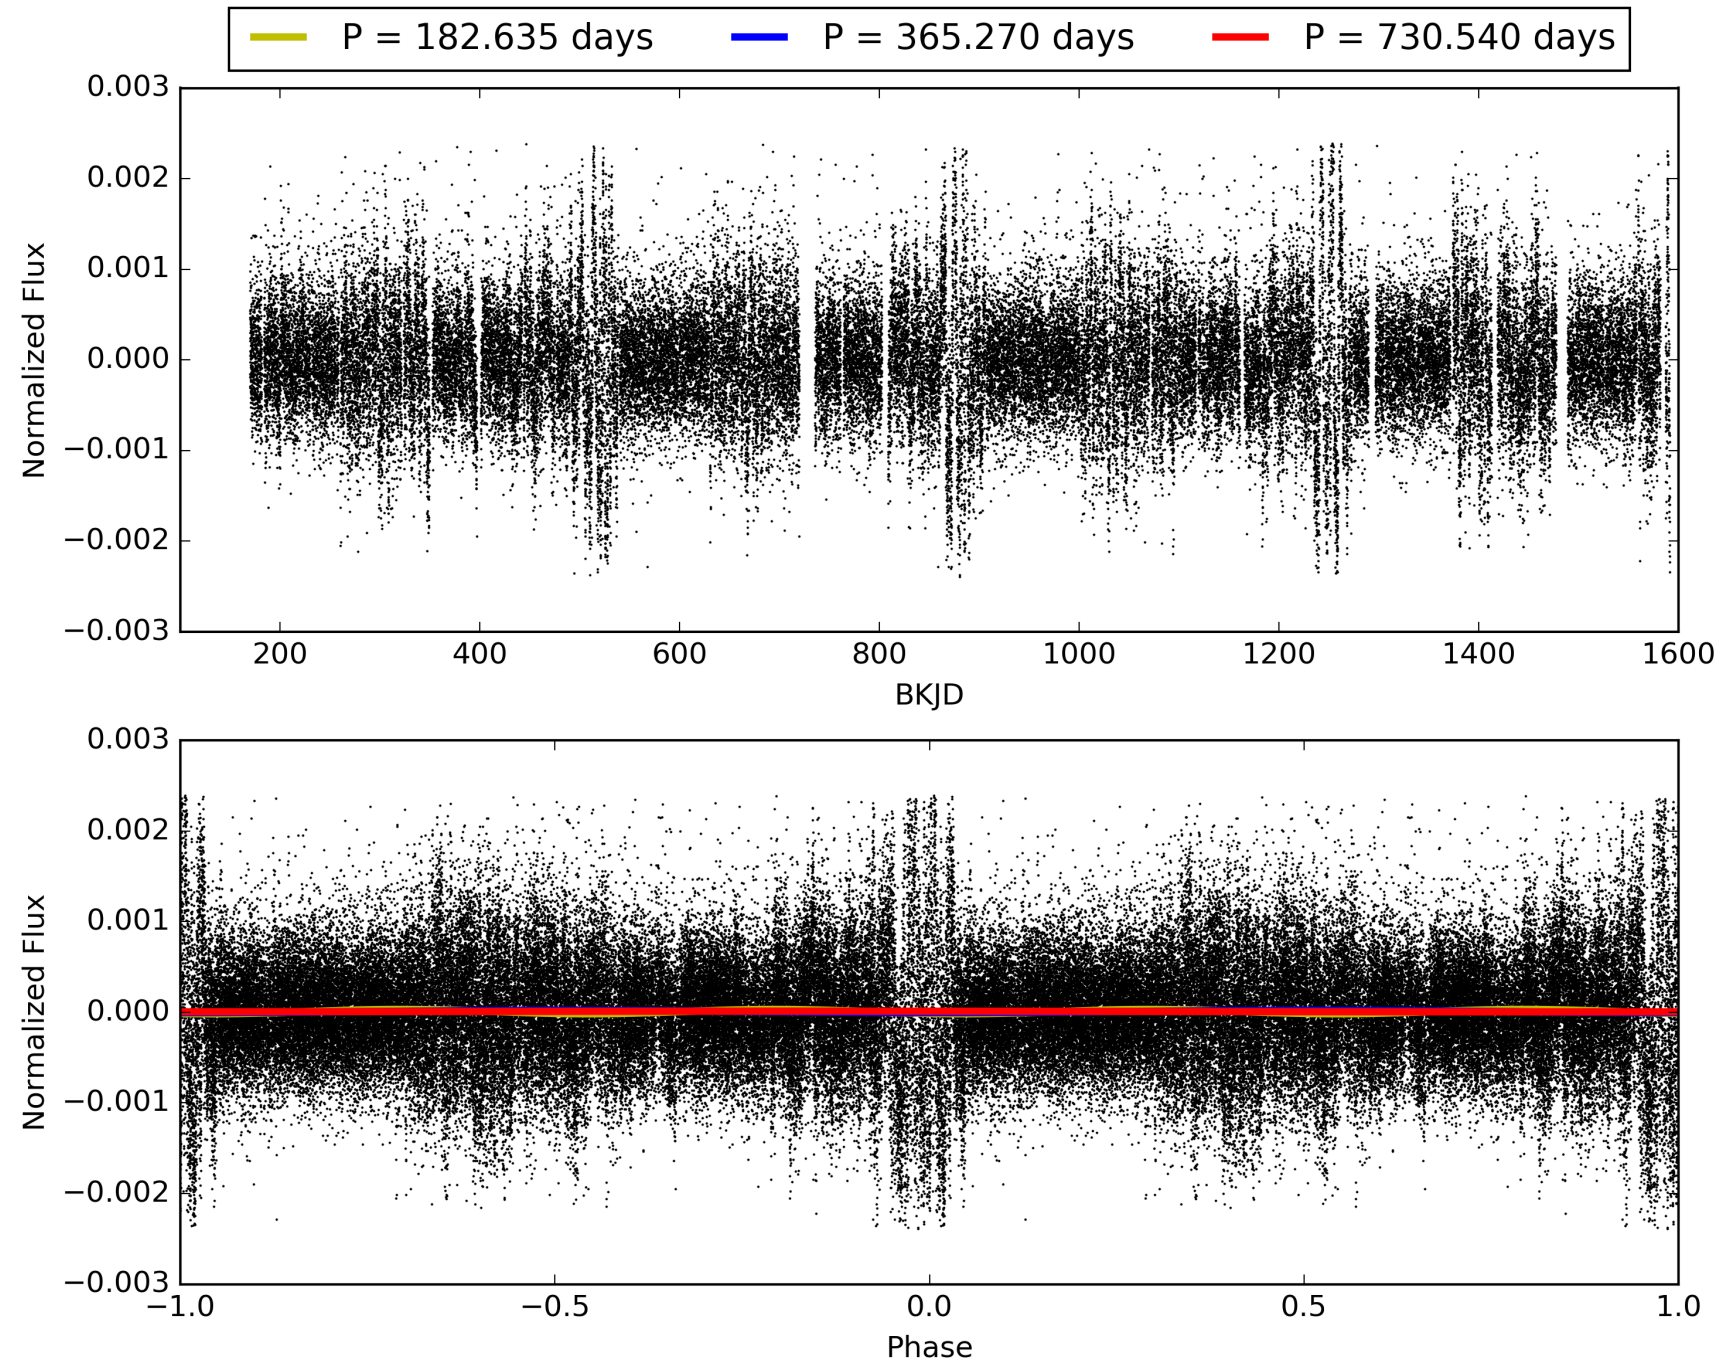 P = 182.635 days P = 365.270 days P = 730.540 days
0.003
0.002
0.001
0.000
−0.001
−0.002
−0.003
Normalized Flux
200 400 600 800 1000 1200 1400 1600
BKJD
0.003
0.002
0.001
0.000
−0.001
−0.002
−0.003
Normalized Flux
−1.0 −0.5 0.0 0.5 1.0
Phase